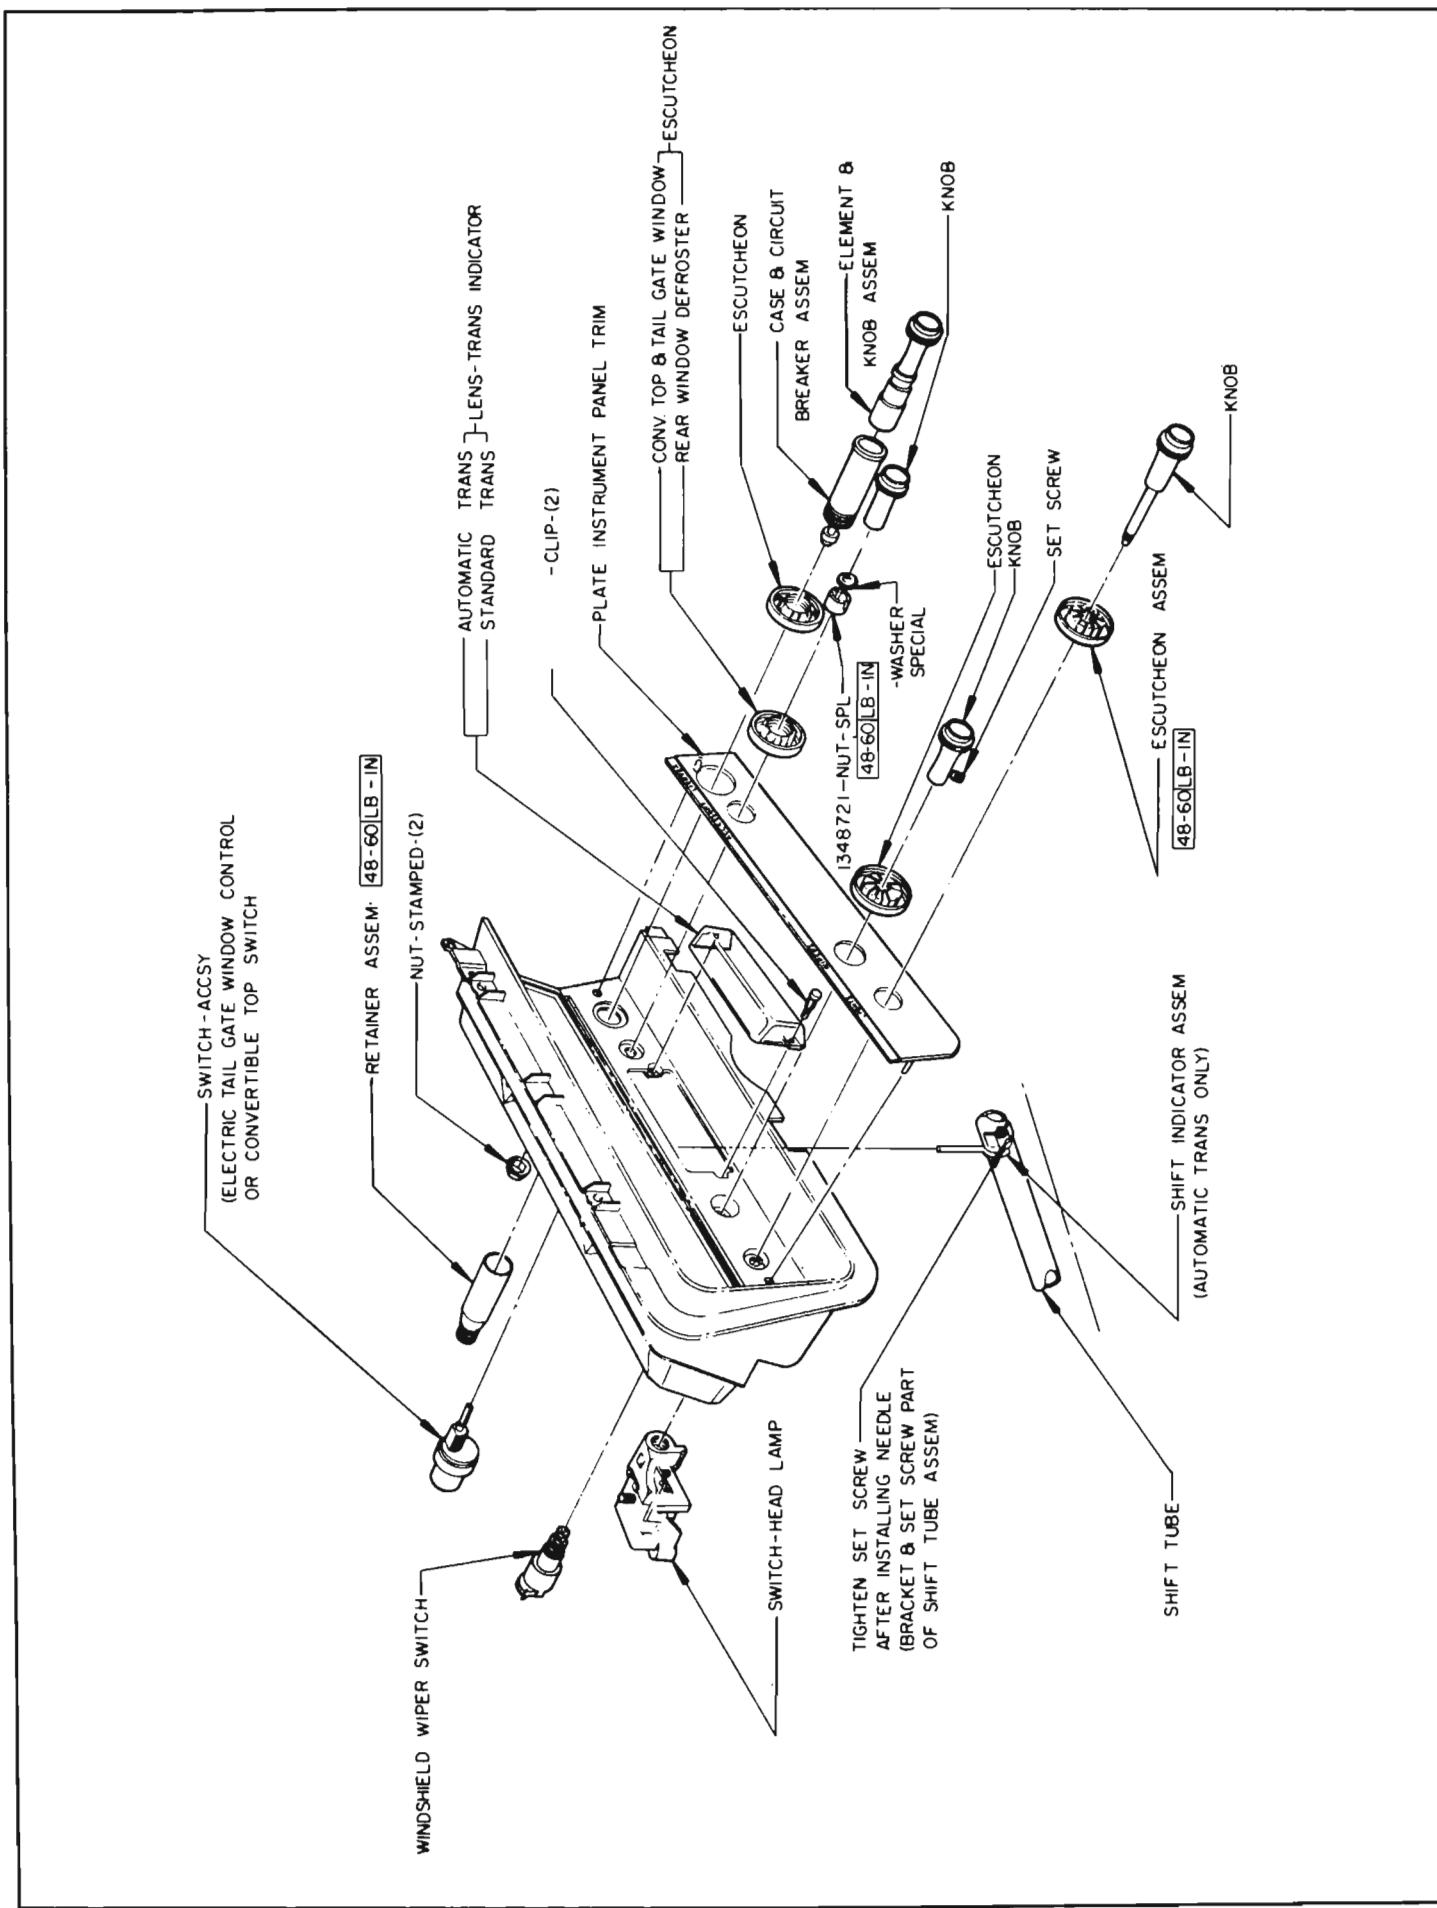 SWITCH-ACCSY
(ELECTRIC TAIL GATE WINDOW CONTROL
OR CONVERTIBLE TOP SWITCH
RETAINER ASSEM. 48-60 LB-IN
NUT-STAMPED-(2)
WINDSHIELD WIPER SWITCH
AUTOMATIC TRANS
STANDARD TRANS
LENS-TRANS INDICATOR
-CLIP-(2)
PLATE INSTRUMENT PANEL TRIM
CONV. TOP & TAIL GATE WINDOW
REAR WINDOW DEFROSTER
ESCUTCHEON
ESCUTCHEON
CASE & CIRCUIT
BREAKER ASSEM
ELEMENT &
KNOB ASSEM
KNOB
1348721-NUT-SPL
48-60 LB-IN
-WASHER
SPECIAL
ESCUTCHEON
KNOB
SET SCREW
KNOB
ESCUTCHEON ASSEM
48-60 LB-IN
SWITCH-HEAD LAMP
TIGHTEN SET SCREW
AFTER INSTALLING NEEDLE
(BRACKET & SET SCREW PART
OF SHIFT TUBE ASSEM)
SHIFT INDICATOR ASSEM
(AUTOMATIC TRANS ONLY)
SHIFT TUBE